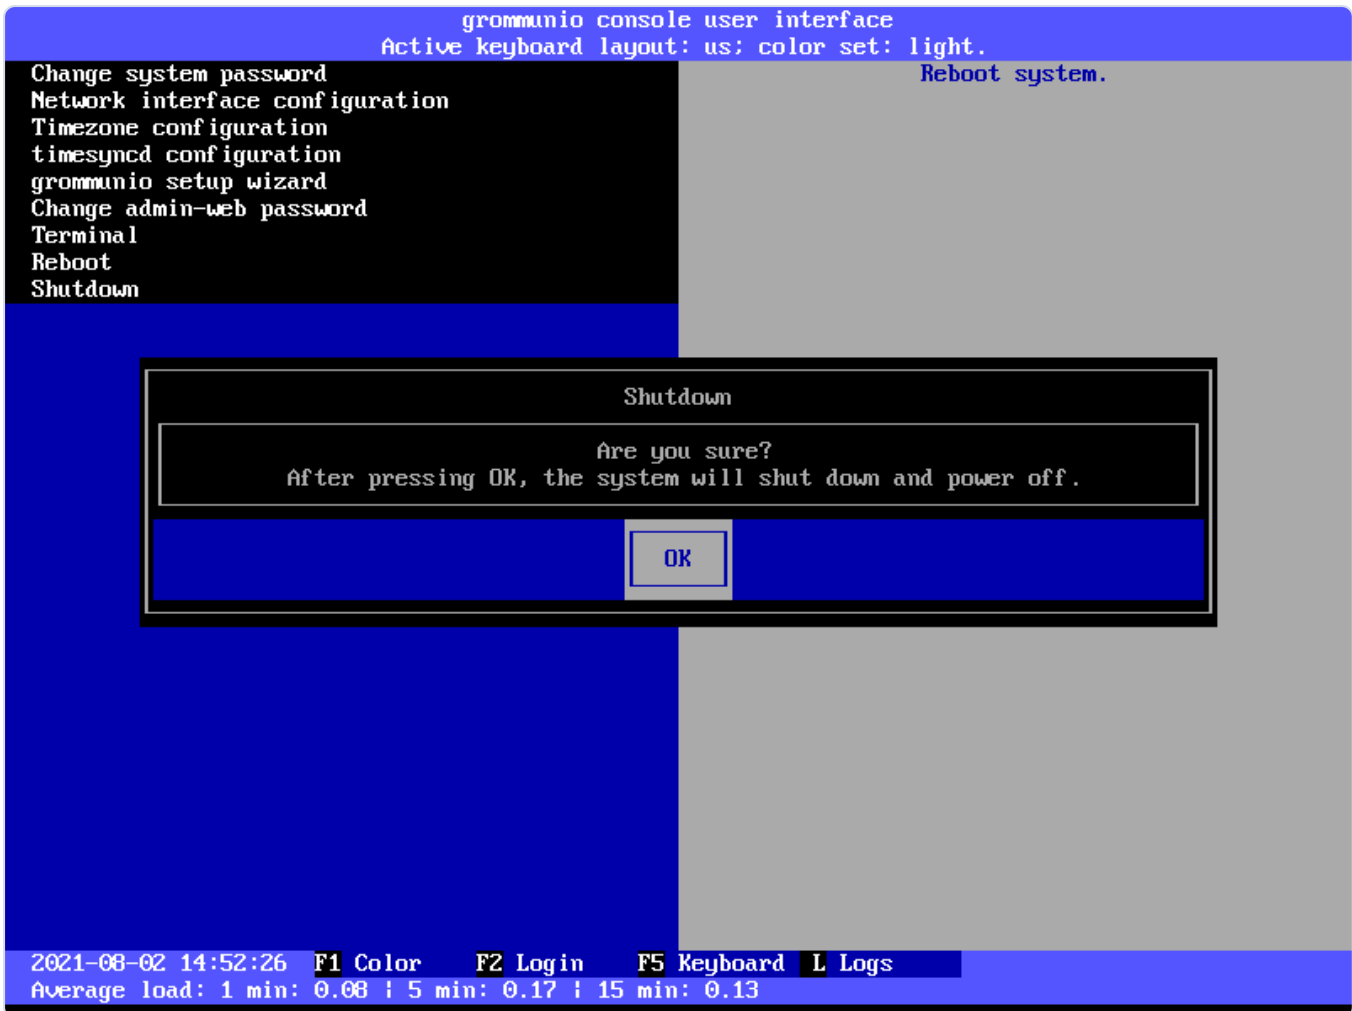 grommunio console user interface
Active keyboard layout: us; color set: light.
Change system password
Network interface configuration
Timezone configuration
timesyncd configuration
grommunio setup wizard
Change admin-web password
Terminal
Reboot
Shutdown
Reboot system.
Shutdown
Are you sure?
After pressing OK, the system will shut down and power off.
OK
2021-08-02 14:52:26 F1 Color F2 Login F5 Keyboard L Logs
Average load: 1 min: 0.08 ¦ 5 min: 0.17 ¦ 15 min: 0.13